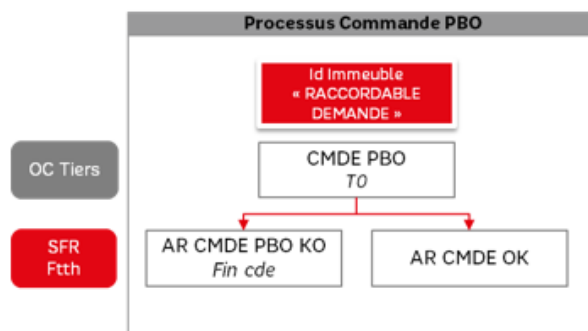 Processus Commande PBO
Id Immeuble
« RACCORDABLE
DEMANDE »
OC Tiers
CMDE PBO
T0
SFR
Ftth
AR CMDE PBO KO
Fin cde
AR CMDE OK